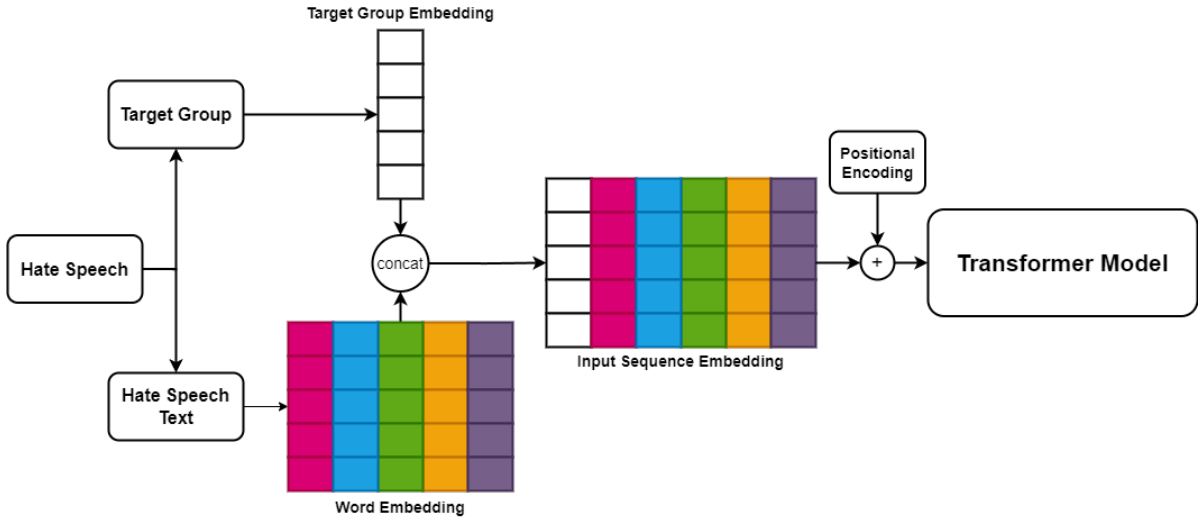 Target Group Embedding
Target Group
Positional
Encoding
Hate Speech
concat
+
Transformer Model
Input Sequence Embedding
Hate Speech
Text
Word Embedding